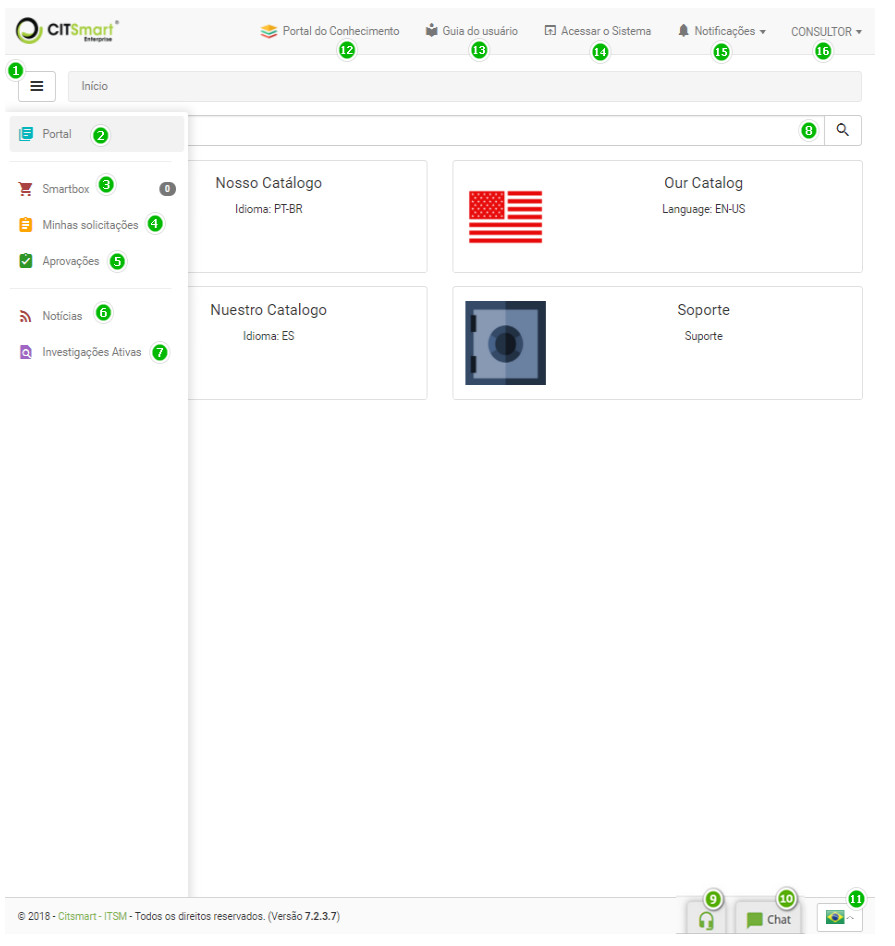 CITSmart®
Enterprise
Portal do Conhecimento
Guia do usuário
Acessar o Sistema
Notificações
CONSULTOR
12
13
14
15
16
1
Início
Portal 2
8
Smartbox 3 0
Minhas solicitações 4
Aprovações 5
Notícias 6
Investigações Ativas 7
Nosso Catálogo
Idioma: PT-BR
Our Catalog
Language: EN-US
Nuestro Catalogo
Idioma: ES
Soporte
Suporte
9
10
11
© 2018 - Citsmart - ITSM - Todos os direitos reservados. (Versão 7.2.3.7)
Chat